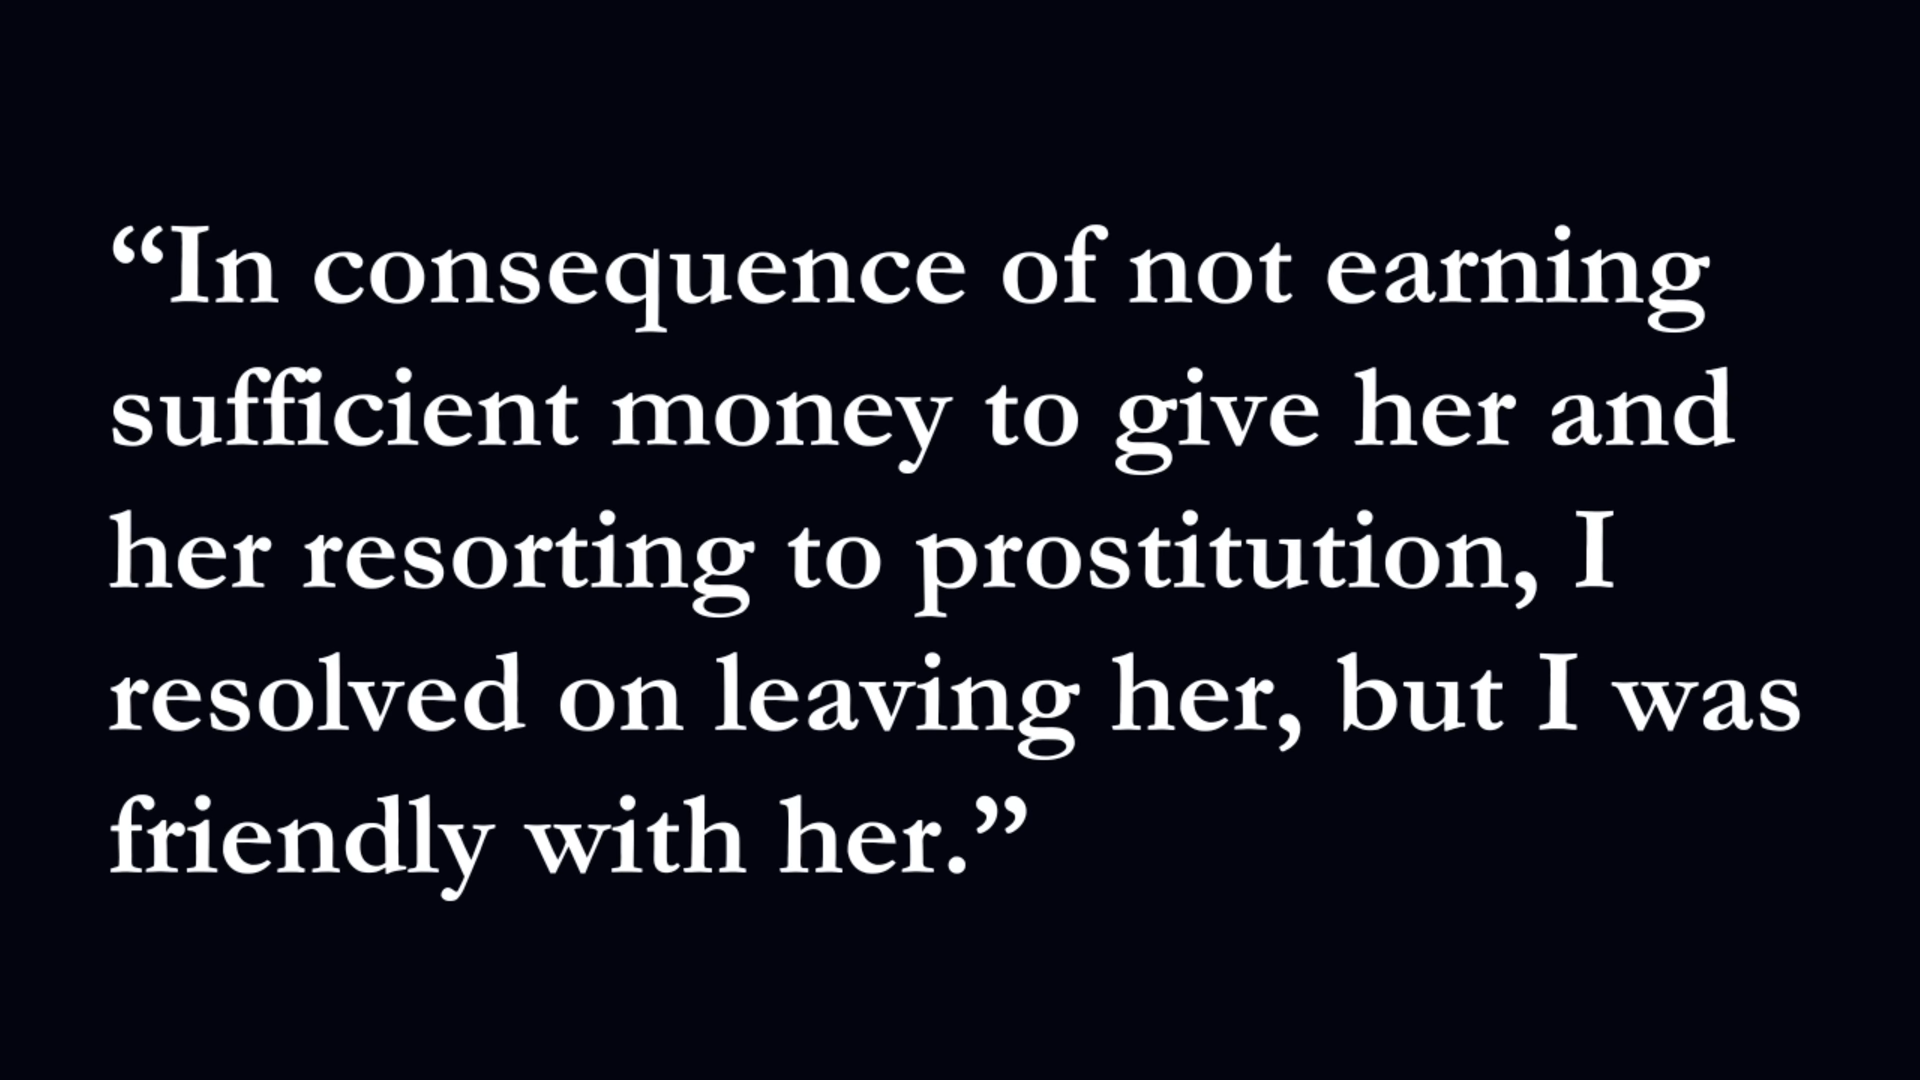 “In consequence of not earning
sufficient money to give her and
her resorting to prostitution, I
resolved on leaving her, but I was
friendly with her.”